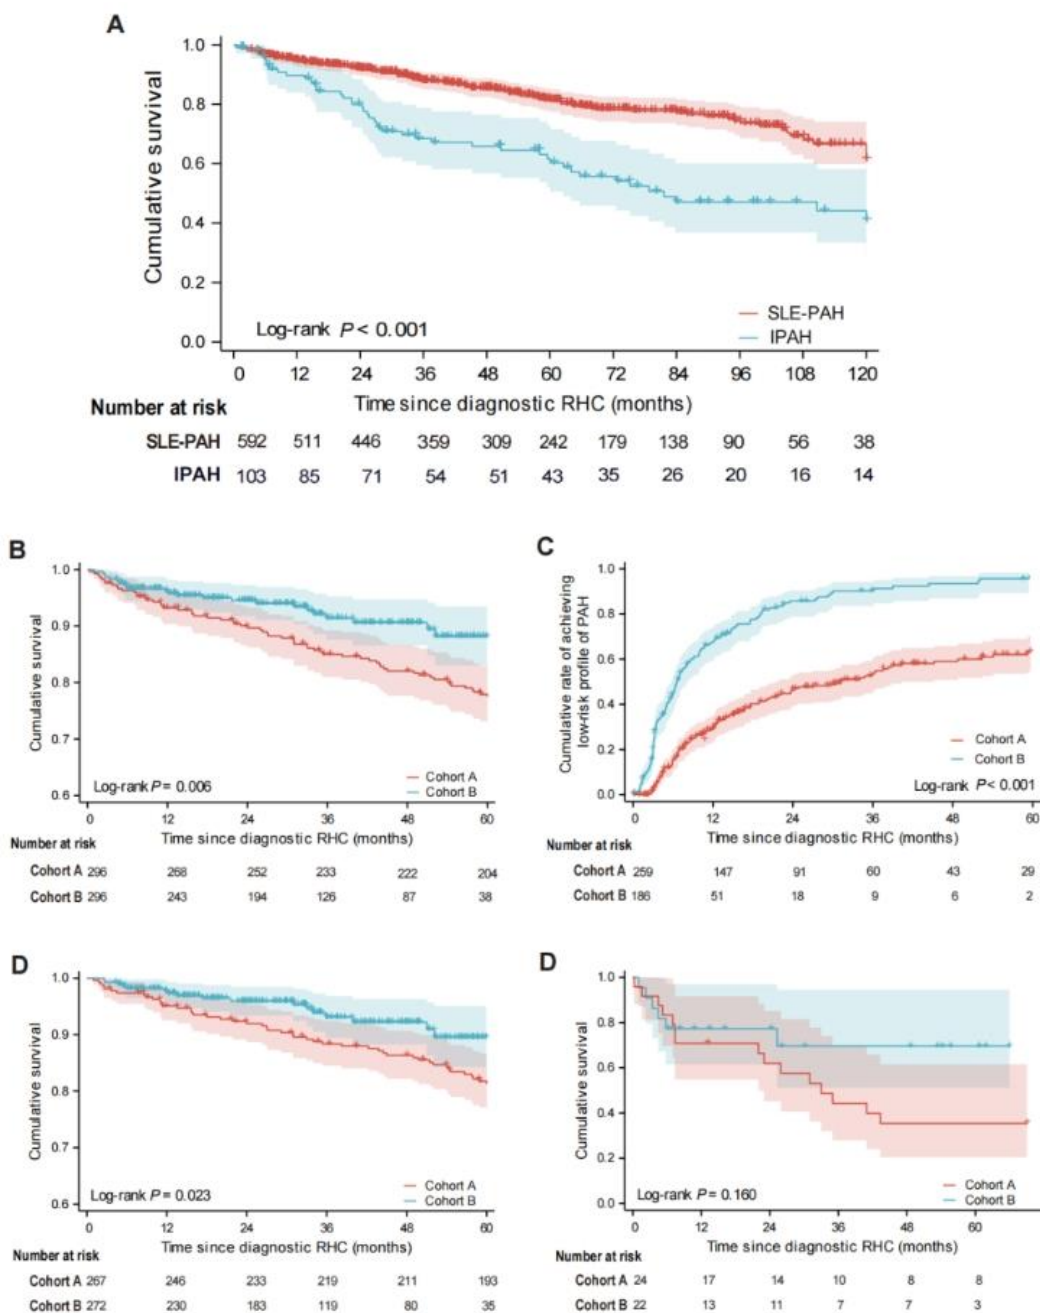 A
1.0
0.8
0.6
0.4
0.2
0.0
Cumulative survival
Log-rank P < 0.001
SLE-PAH
IPAH
0 12 24 36 48 60 72 84 96 108 120
Time since diagnostic RHC (months)
Number at risk
SLE-PAH 592 511 446 359 309 242 179 138 90 56 38
IPAH 103 85 71 54 51 43 35 26 20 16 14
B
1.0
0.9
0.8
0.7
0.6
Cumulative survival
Log-rank P = 0.006
Cohort A
Cohort B
0 12 24 36 48 60
Time since diagnostic RHC (months)
Number at risk
Cohort A 296 268 252 233 222 204
Cohort B 296 243 194 126 87 38
C
1.0
0.8
0.6
0.4
0.2
0.0
Cumulative rate of achieving
low-risk profile of PAH
Cohort A
Cohort B
Log-rank P < 0.001
0 12 24 36 48 60
Time since diagnostic RHC (months)
Number at risk
Cohort A 259 147 91 60 43 29
Cohort B 186 51 18 9 6 2
D
1.0
0.9
0.8
0.7
0.6
Cumulative survival
Log-rank P = 0.023
Cohort A
Cohort B
0 12 24 36 48 60
Time since diagnostic RHC (months)
Number at risk
Cohort A 267 246 233 219 211 193
Cohort B 272 230 183 119 80 35
D
1.0
0.8
0.6
0.4
0.2
0.0
Cumulative survival
Log-rank P = 0.160
Cohort A
Cohort B
0 12 24 36 48 60
Time since diagnostic RHC (months)
Number at risk
Cohort A 24 17 14 10 8 8
Cohort B 22 13 11 7 7 3